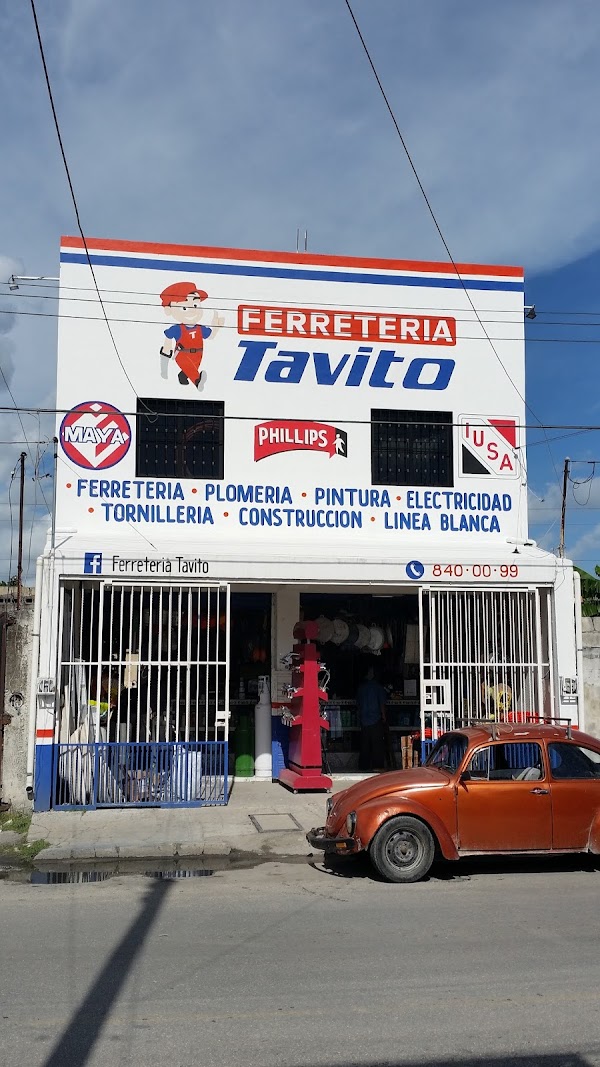 FERRETERIA
Tavito
MAYA
PHILLIPS
IUSA
· FERRETERIA · PLOMERIA · PINTURA · ELECTRICIDAD
· TORNILLERIA · CONSTRUCCION · LINEA BLANCA
f Ferreteria Tavito
840·00·99